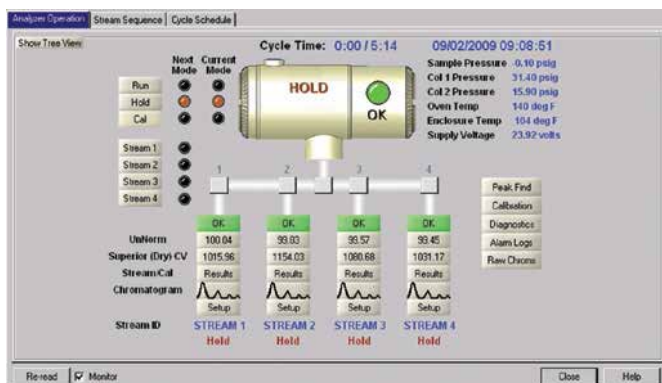 Analyzer Operation Stream Sequence Cycle Schedule
Show Tree View
Cycle Time: 0:00 / 5:14 09/02/2009 09:08:51
Next Mode Current Mode
Run
Hold
Cal
HOLD
OK
Sample Pressure -0.10 psig
Col 1 Pressure 31.40 psig
Col 2 Pressure 15.90 psig
Oven Temp 140 deg F
Enclosure Temp 104 deg F
Supply Voltage 23.92 volts
Stream 1
Stream 2
Stream 3
Stream 4
1 2 3 4
Peak Find
Calibration
Diagnostics
Alarm Logs
Raw Chroms
OK OK OK OK
UnNorm 100.04 99.03 99.57 99.45
Superior (Dry) CV 1015.96 1154.03 1080.68 1031.17
Stream/Cal Results Results Results Results
Chromatogram
Setup Setup Setup Setup
Stream ID STREAM 1 STREAM 2 STREAM 3 STREAM 4
Hold Hold Hold Hold
Re-read Monitor Close Help